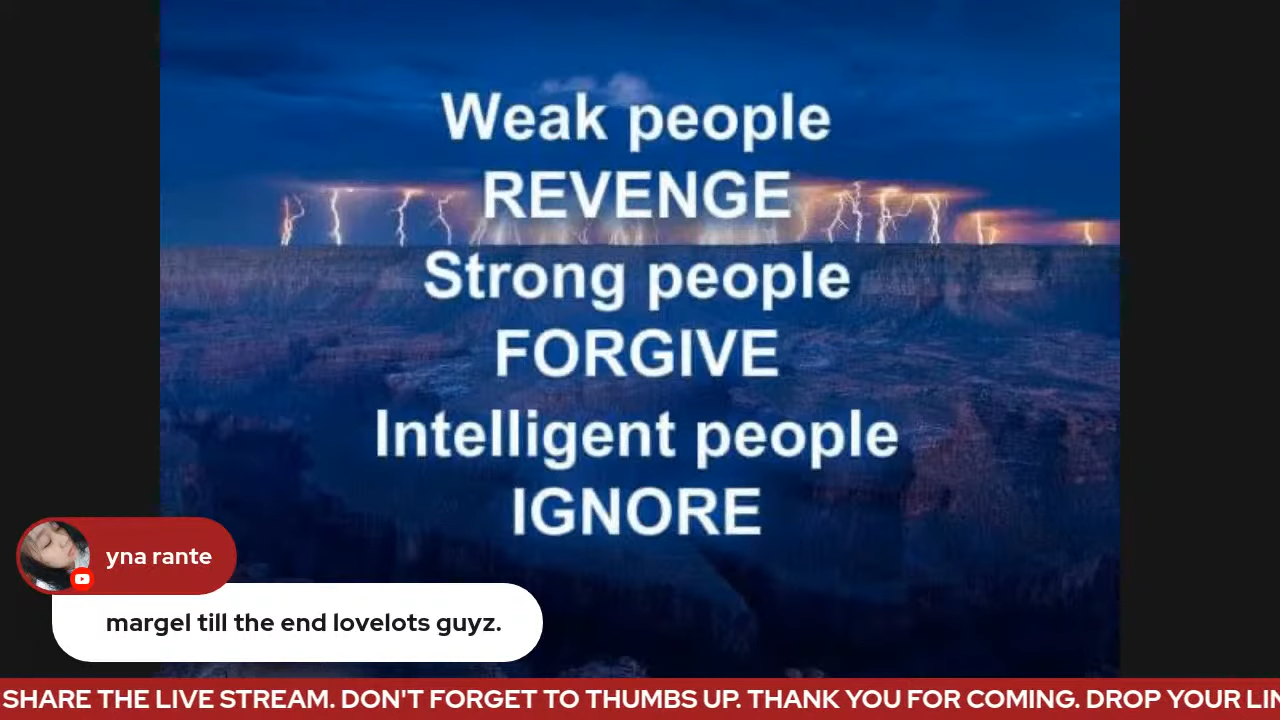 Weak people
REVENGE
Strong people
FORGIVE
Intelligent people
IGNORE
yna rante
margel till the end lovelots guyz.
SHARE THE LIVE STREAM. DON'T FORGET TO THUMBS UP. THANK YOU FOR COMING. DROP YOUR